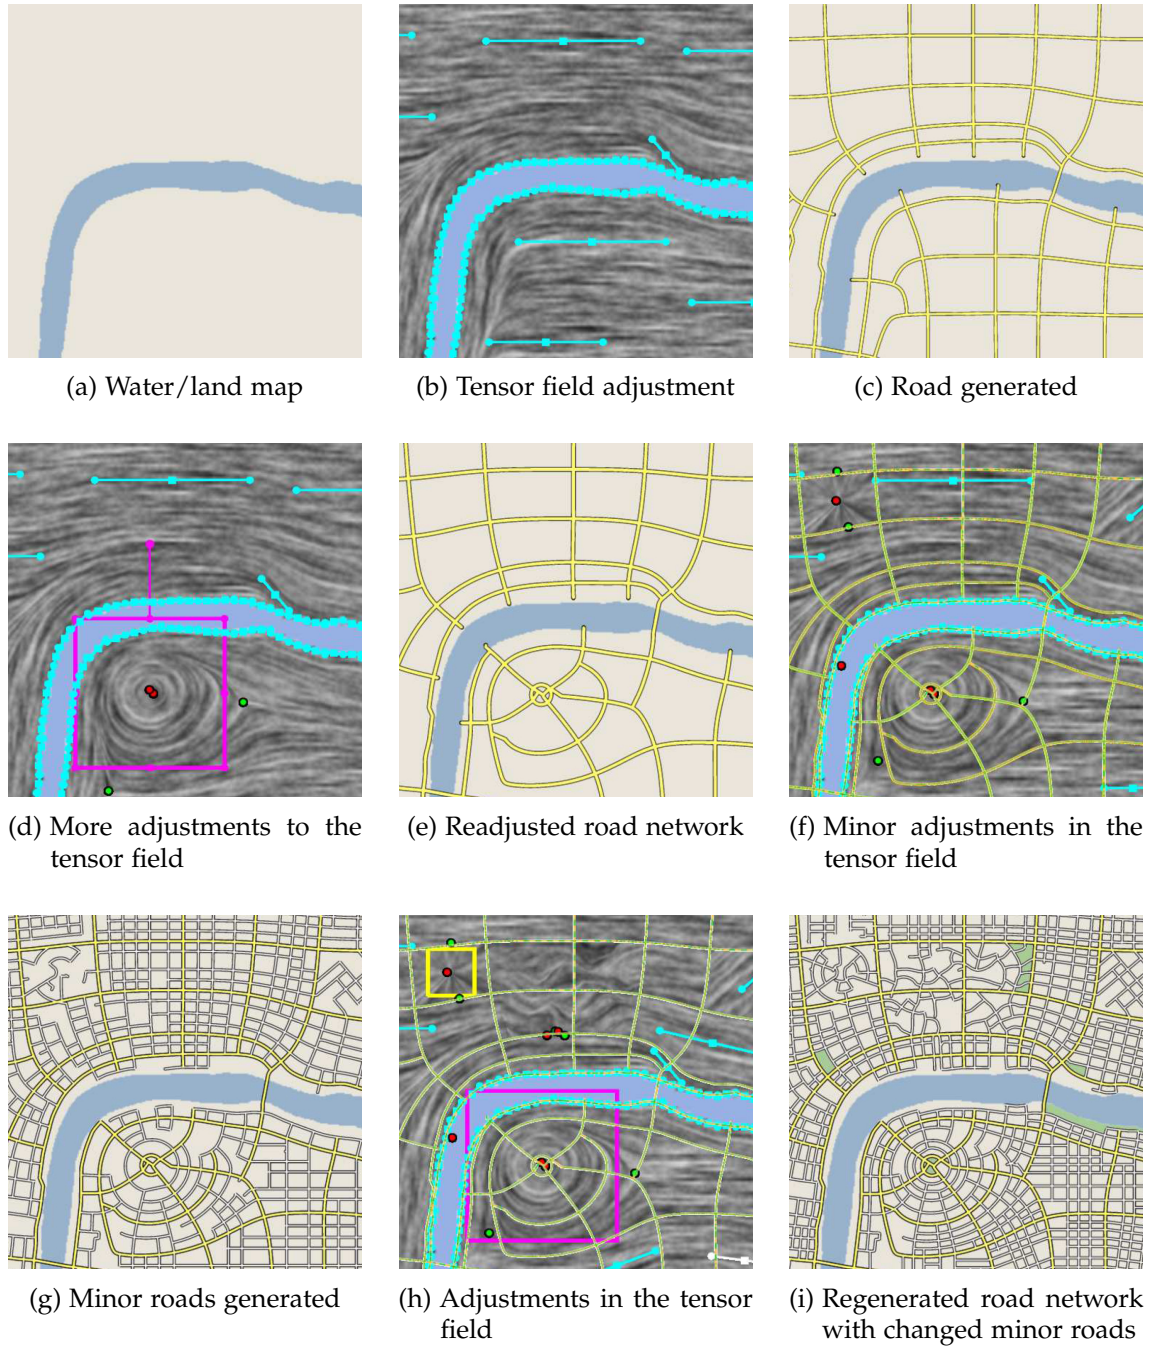 (a) Water/land map
(b) Tensor field adjustment
(c) Road generated
(d) More adjustments to the
tensor field
(e) Readjusted road network
(f) Minor adjustments in the
tensor field
(g) Minor roads generated
(h) Adjustments in the tensor
field
(i) Regenerated road network
with changed minor roads